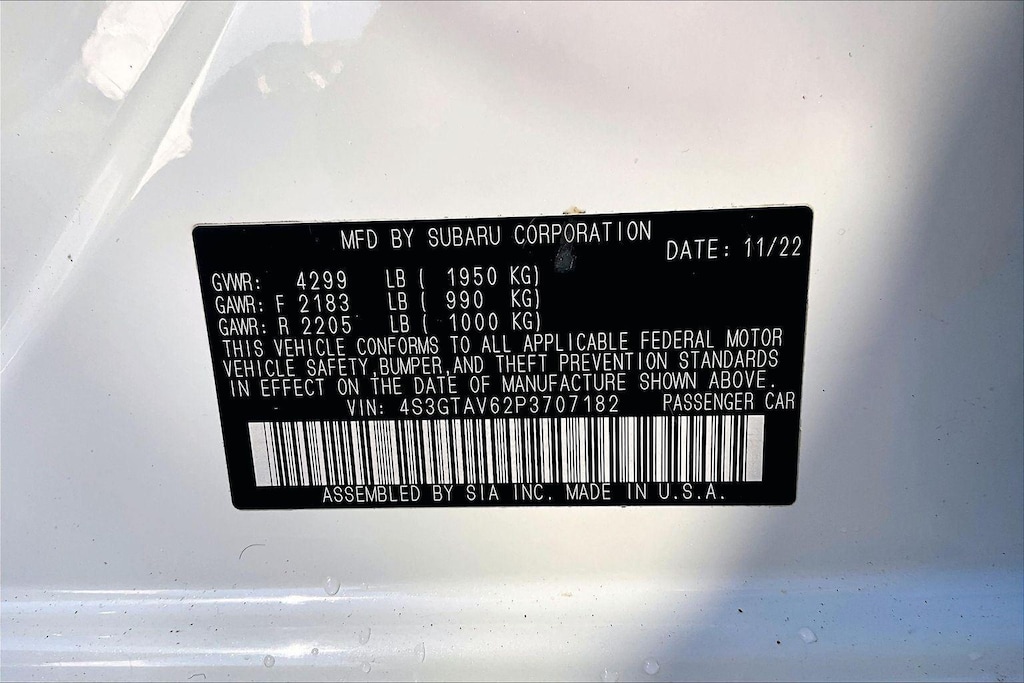 MFD BY SUBARU CORPORATION DATE: 11/22
GVWR: 4299 LB ( 1950 KG)
GAWR: F 2183 LB ( 990 KG)
GAWR: R 2205 LB ( 1000 KG)
THIS VEHICLE CONFORMS TO ALL APPLICABLE FEDERAL MOTOR
VEHICLE SAFETY,BUMPER,AND THEFT PREVENTION STANDARDS
IN EFFECT ON THE DATE OF MANUFACTURE SHOWN ABOVE.
VIN: 4S3GTAV62P3707182 PASSENGER CAR
ASSEMBLED BY SIA INC. MADE IN U.S.A.